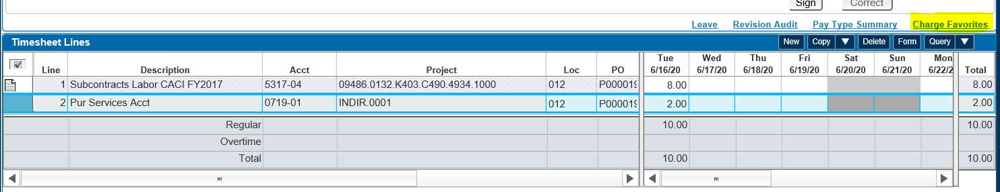 Sign Correct
Leave Revision Audit Pay Type Summary Charge Favorites
Timesheet Lines New Copy Delete Form Query
Tue Wed Thu Fri Sat Sun Mon
Line Description Acct Project Loc PO 6/16/20 6/17/20 6/18/20 6/19/20 6/20/20 6/21/20 6/22/2 Total
1 Subcontracts Labor CACI FY2017 5317-04 09486.0132.K403.C490.4934.1000 012 P000019 8.00 8.00
2 Pur Services Acct 0719-01 INDIR.0001 012 P000019 2.00 2.00
Regular 10.00 10.00
Overtime
Total 10.00 10.00